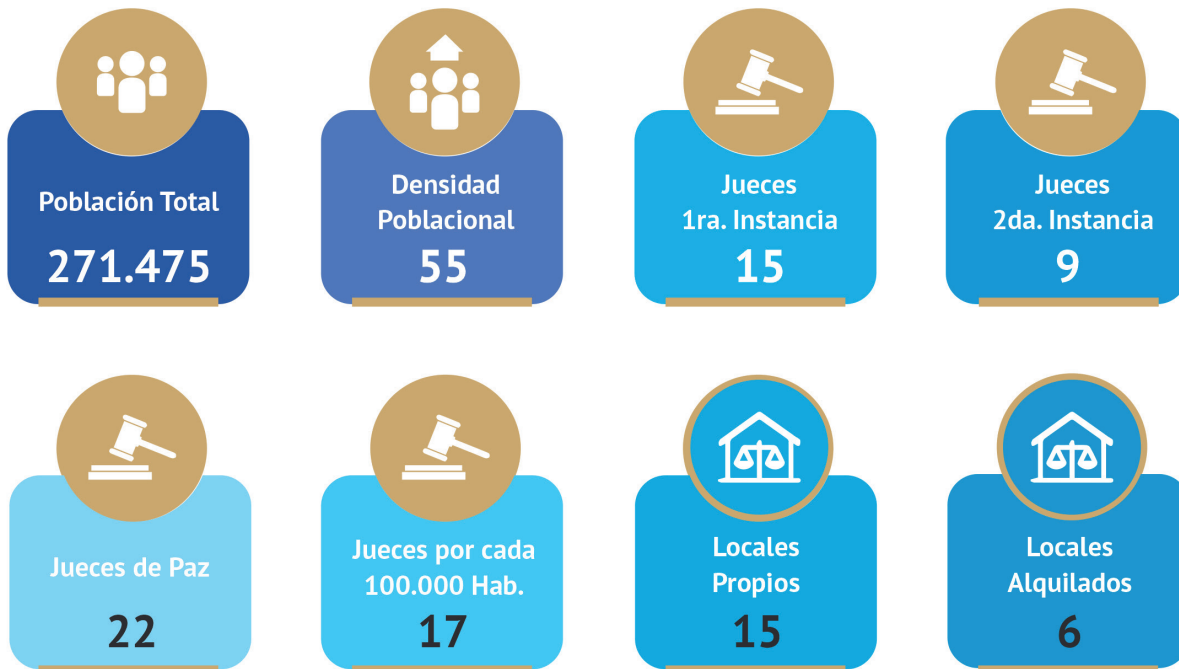 Población Total
271.475
Densidad
Poblacional
55
Jueces
1ra. Instancia
15
Jueces
2da. Instancia
9
Jueces de Paz
22
Jueces por cada
100.000 Hab.
17
Locales
Propios
15
Locales
Alquilados
6